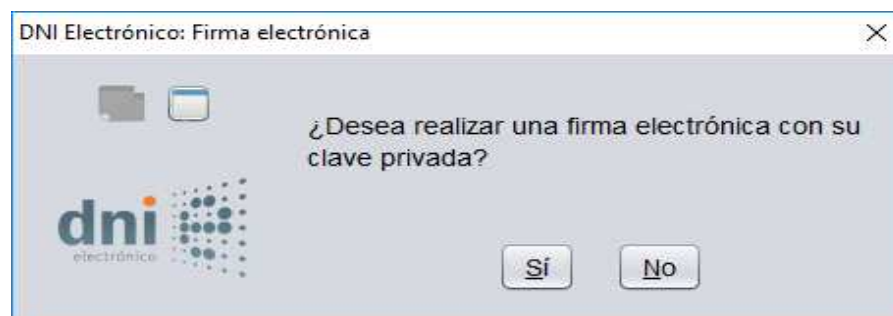 DNI Electrónico: Firma electrónica
¿Desea realizar una firma electrónica con su
clave privada?
dni
electrónico
Sí
No